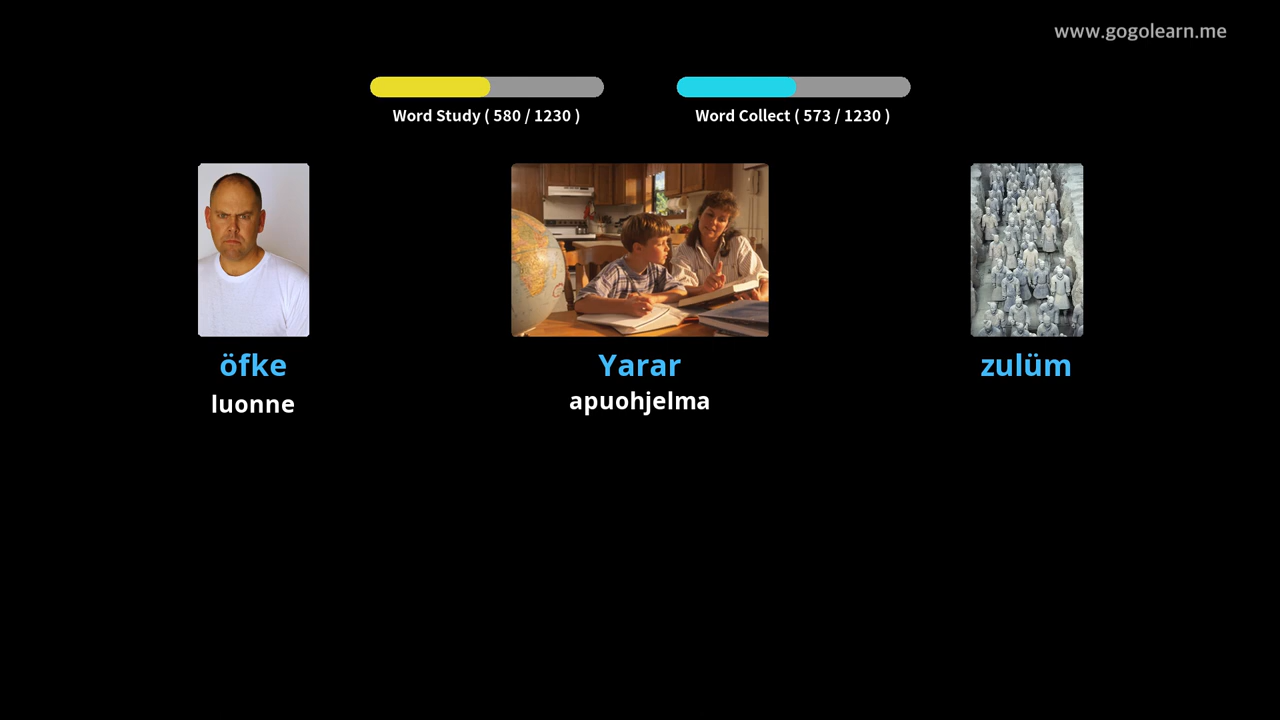 www.gogolearn.me
Word Study ( 580 / 1230 )
Word Collect ( 573 / 1230 )
öfke
Yarar
zulüm
luonne
apuohjelma